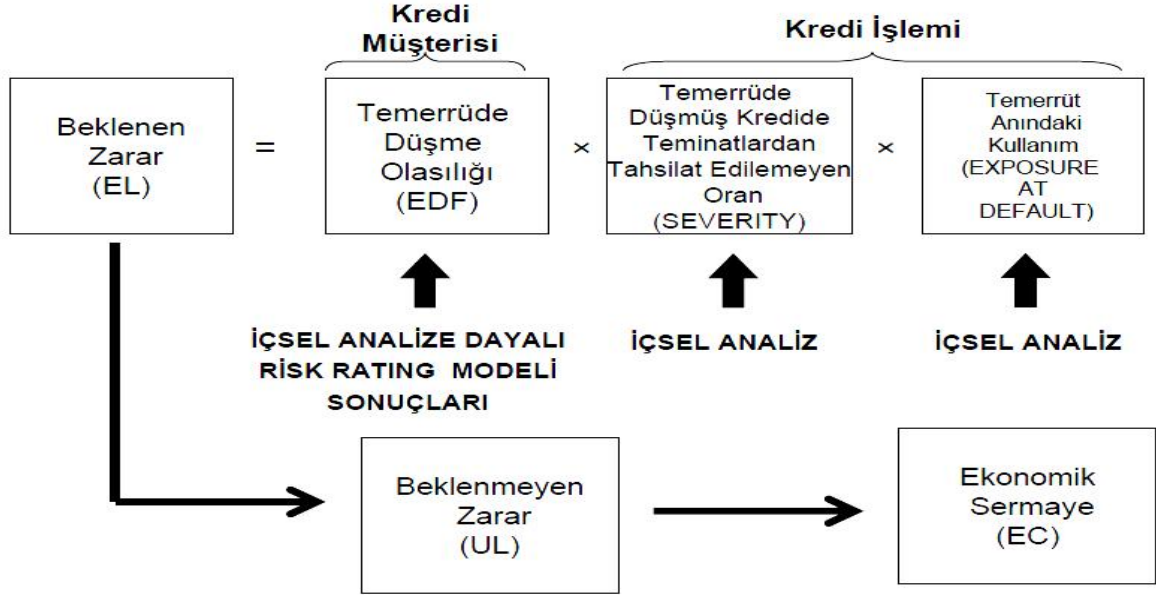 Kredi
Müşterisi
Kredi İşlemi
Beklenen
Zarar
(EL)
=
Temerrüde
Düşme
Olasılığı
(EDF)
×
Temerrüde
Düşmüş Kredide
Teminatlardan
Tahsilat Edilemeyen
Oran
(SEVERITY)
×
Temerrüt
Anındaki
Kullanım
(EXPOSURE
AT
DEFAULT)
İÇSEL ANALİZE DAYALI
RİSK RATING MODELİ
SONUÇLARI
İÇSEL ANALİZ
İÇSEL ANALİZ
Beklenmeyen
Zarar
(UL)
Ekonomik
Sermaye
(EC)